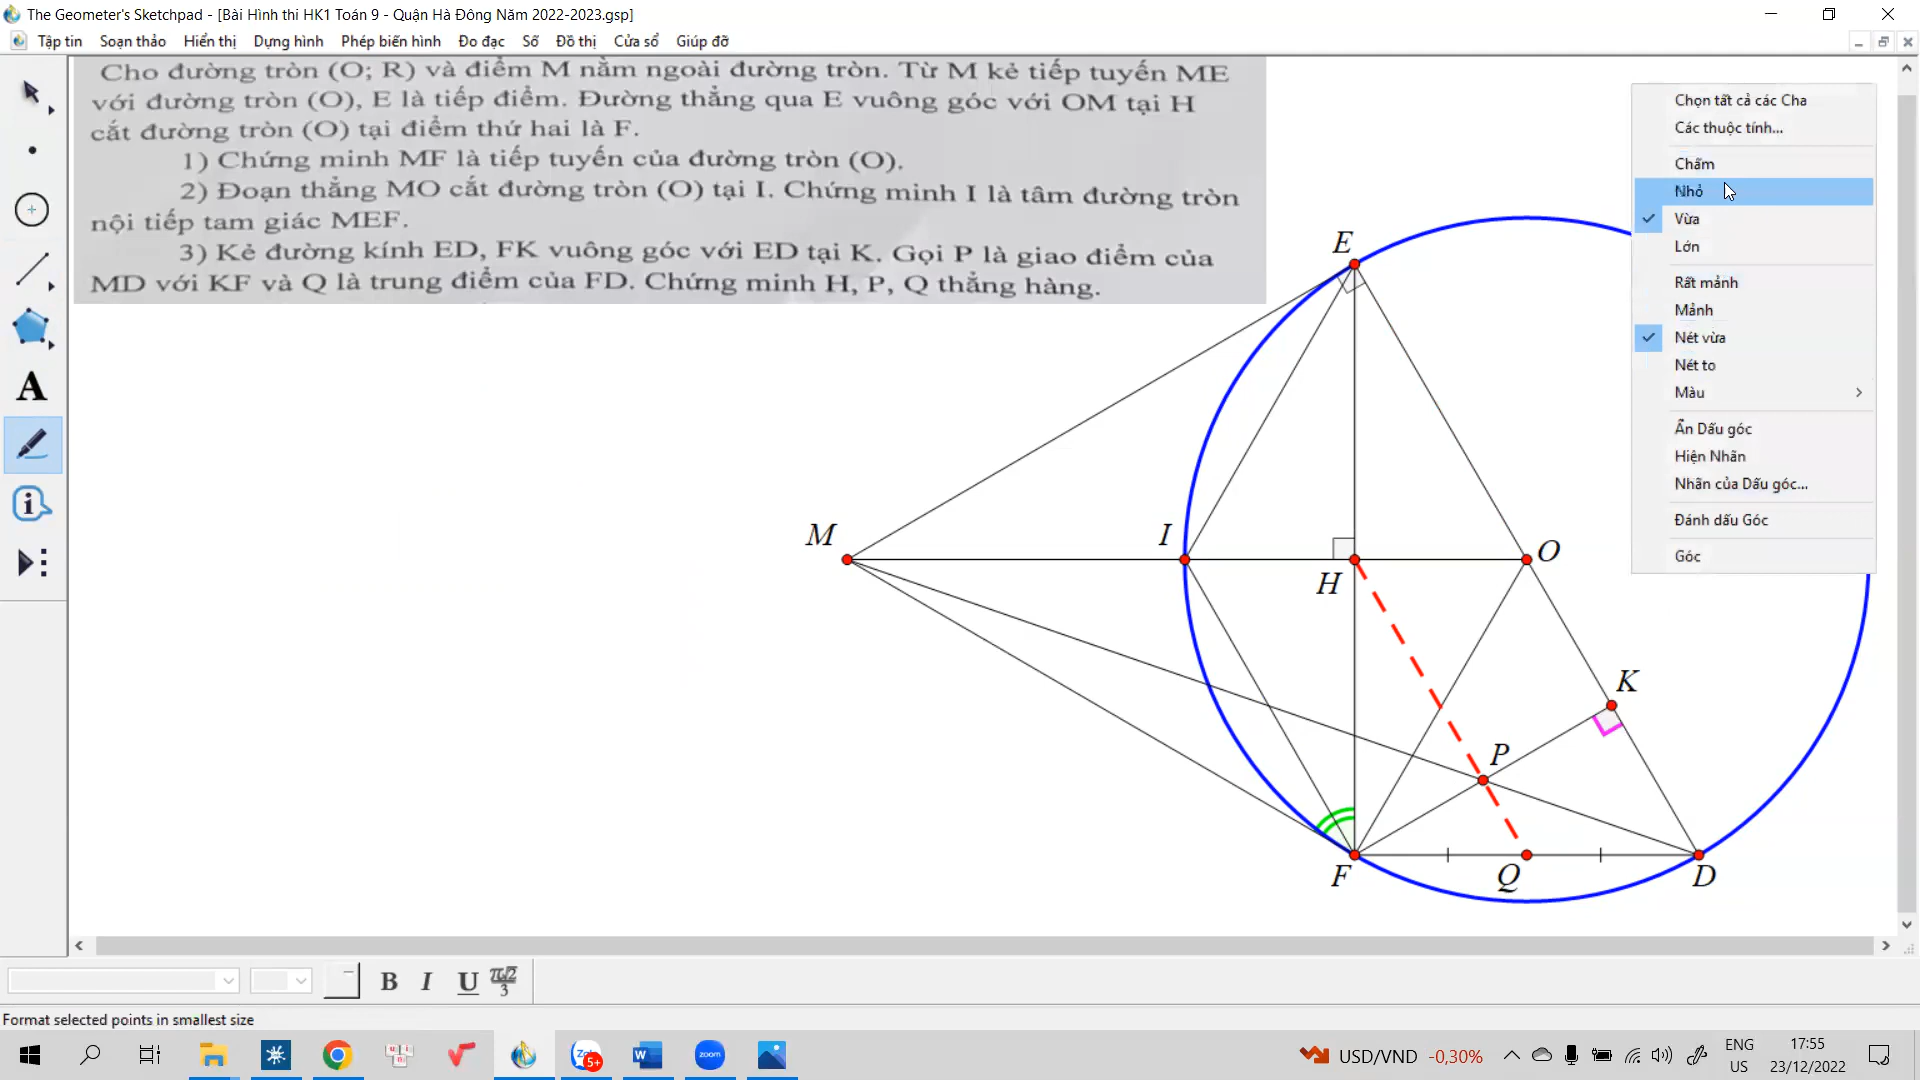 The Geometer's Sketchpad - [Bài Hình thi HK1 Toán 9 - Quận Hà Đông Năm 2022-2023.gsp]
Tập tin Soạn thảo Hiển thị Dựng hình Phép biến hình Đo đạc Số Đồ thị Cửa sổ Giúp đỡ
Cho đường tròn (O; R) và điểm M nằm ngoài đường tròn. Từ M kẻ tiếp tuyến ME
với đường tròn (O), E là tiếp điểm. Đường thẳng qua E vuông góc với OM tại H
cắt đường tròn (O) tại điểm thứ hai là F.
1) Chứng minh MF là tiếp tuyến của đường tròn (O).
2) Đoạn thẳng MO cắt đường tròn (O) tại I. Chứng minh I là tâm đường tròn
nội tiếp tam giác MEF.
3) Kẻ đường kính ED, FK vuông góc với ED tại K. Gọi P là giao điểm của
MD với KF và Q là trung điểm của FD. Chứng minh H, P, Q thẳng hàng.
Chọn tất cả các Cha
Các thuộc tính...
Chấm
Nhỏ
Vừa
Lớn
Rất mảnh
Mảnh
Nét vừa
Nét to
Màu
Ẩn Dấu góc
Hiện Nhãn
Nhãn của Dấu góc...
Đánh dấu Góc
Góc
E
M
I
O
H
K
P
F
Q
D
A
B I U
Format selected points in smallest size
USD/VND -0,30%
ENG
US
17:55
23/12/2022
zoom
5+